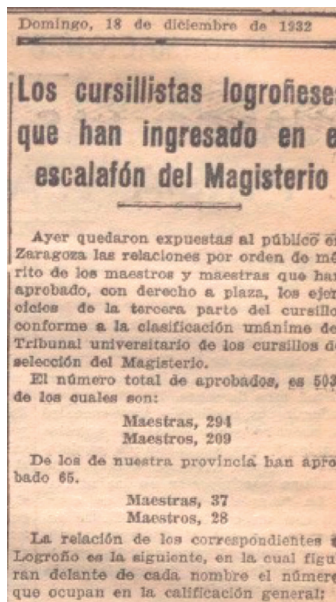 Domingo, 18 de diciembre de 1932
Los cursillistas logroñeses
que han ingresado en e
escalafón del Magisterio
Ayer quedaron expuestas al público en
Zaragoza las relaciones por orden de mé
rito de los maestros y maestras que han
aprobado, con derecho a plaza, los ejer
cicios de la tercera parte del cursillo
conforme a la clasificación unánime de
Tribunal universitario de los cursillos de
selección del Magisterio.
El número total de aprobados, es 503
de los cuales son:
Maestras, 294
Maestros, 209
De los de nuestra provincia han apro
bado 65.
Maestras, 37
Maestros, 28
La relación de los correspondientes
Logroño es la siguiente, en la cual figu
ran delante de cada nombre el número
que ocupan en la calificación general: